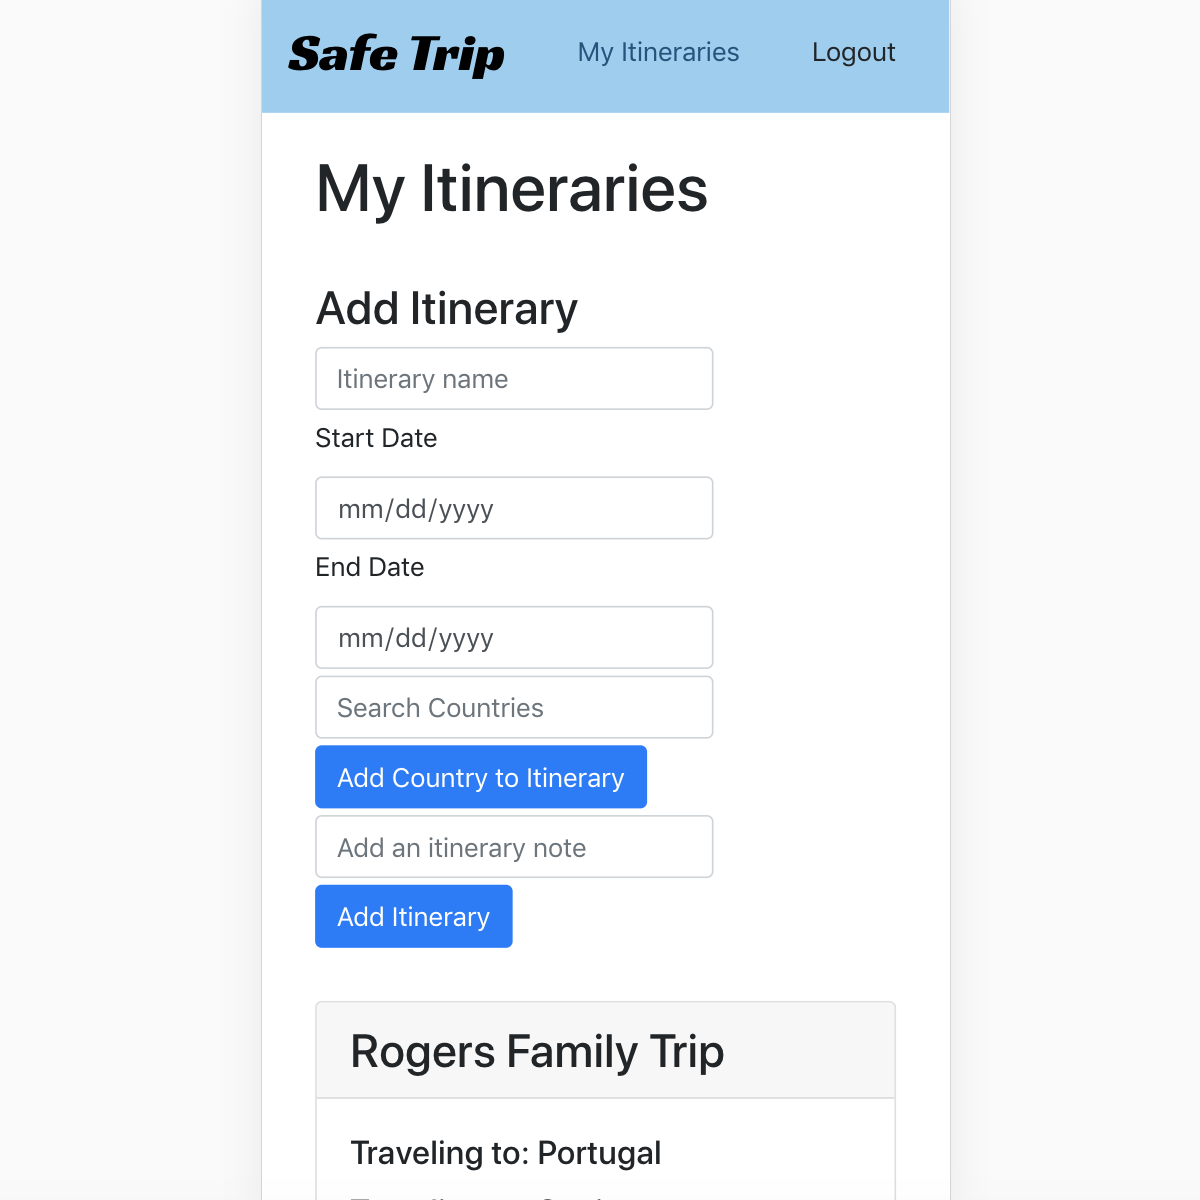 Safe Trip
My Itineraries
Logout
My Itineraries
Add Itinerary
Itinerary name
Start Date
mm/dd/yyyy
End Date
mm/dd/yyyy
Search Countries
Add Country to Itinerary
Add an itinerary note
Add Itinerary
Rogers Family Trip
Traveling to: Portugal